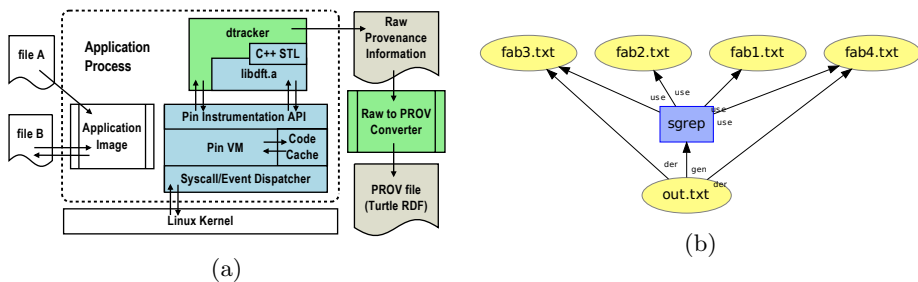 file A
file B
Application
Process
Application
Image
dtracker
C++ STL
libdft.a
Pin Instrumentation API
Pin VM
Code
Cache
Syscall/Event Dispatcher
Linux Kernel
Raw
Provenance
Information
Raw to PROV
Converter
PROV file
(Turtle RDF)
(a)
fab3.txt
fab2.txt
fab1.txt
fab4.txt
use
use
use
use
sgrep
der
gen
der
out.txt
(b)